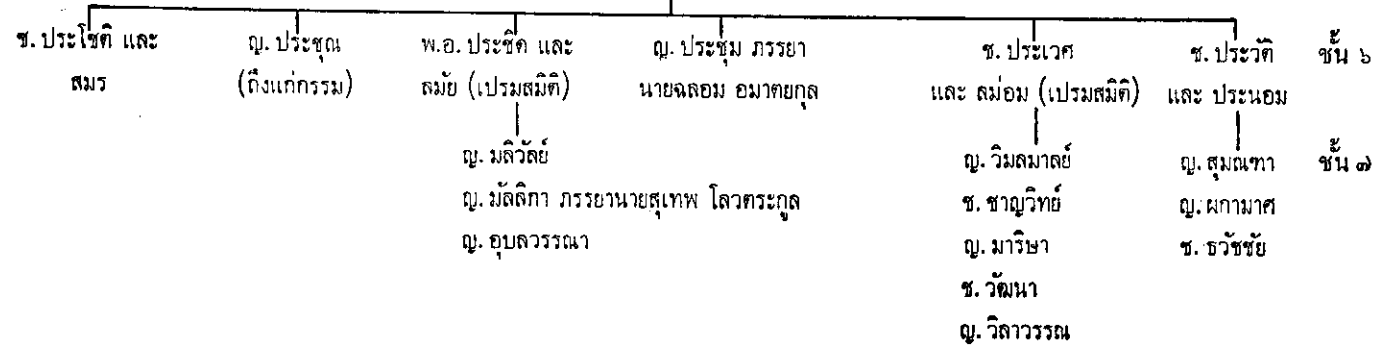 ช. ประโชติ และ
สมร
ญ. ประชุณ
(ถึงแก่กรรม)
พ.อ. ประชิต และ
ลมัย (เปรมสมิติ)
ญ. ประชุ่ม ภรรยา
นายฉลอม อมาตยกุล
ช. ประเวศ
และ ลม่อม (เปรมสมิติ)
ช. ประวัติ
และ ประนอม
ชั้น ๖
ญ. มลิวัลย์
ญ. มัลลิกา ภรรยานายสุเทพ โลวตระกูล
ญ. อุบลวรรณา
ญ. วิมลมาลย์
ช. ชาญวิทย์
ญ. มาริษา
ช. วัฒนา
ญ. วิลาวรรณ
ญ. สุมณฑา
ญ. ผกามาศ
ช. ธวัชชัย
ชั้น ๗